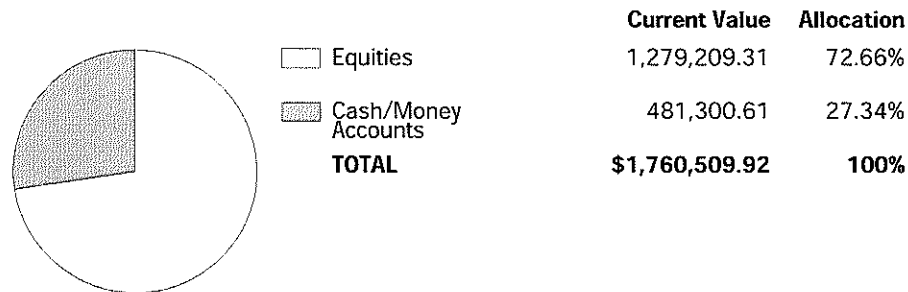 Current Value Allocation
Equities 1,279,209.31 72.66%
Cash/Money
Accounts 481,300.61 27.34%
TOTAL $1,760,509.92 100%